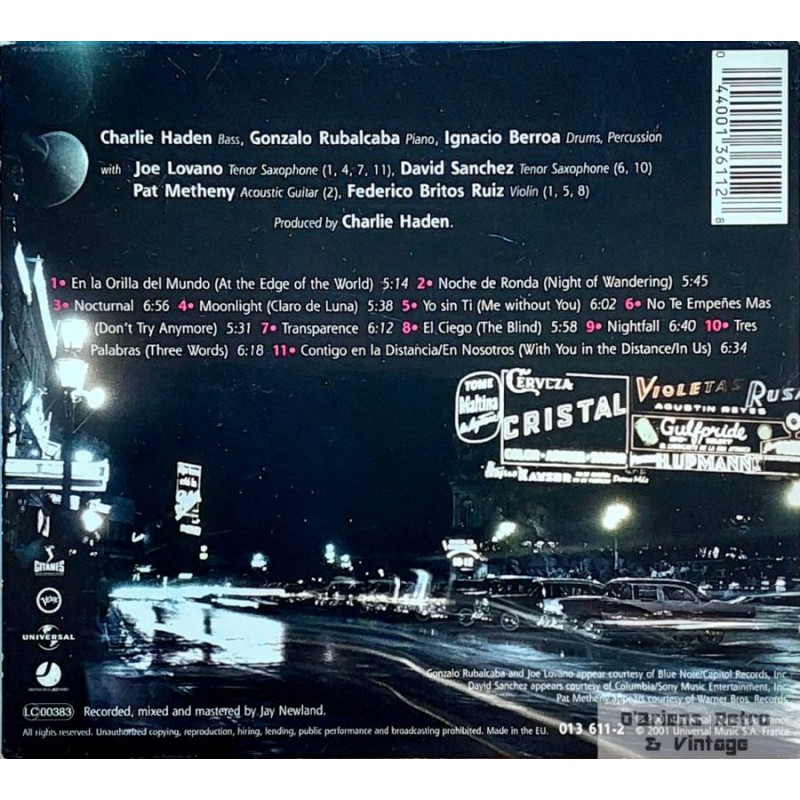 0 44001 36112 8
Charlie Haden Bass, Gonzalo Rubalcaba Piano, Ignacio Berroa Drums, Percussion
with Joe Lovano Tenor Saxophone (1, 4, 7, 11), David Sanchez Tenor Saxophone (6, 10)
Pat Metheny Acoustic Guitar (2), Federico Britos Ruiz Violin (1, 5, 8)
Produced by Charlie Haden.
1• En la Orilla del Mundo (At the Edge of the World) 5:14 2• Noche de Ronda (Night of Wandering) 5:45
3• Nocturnal 6:56 4• Moonlight (Claro de Luna) 5:38 5• Yo sin Ti (Me without You) 6:02 6• No Te Empeñes Mas
(Don't Try Anymore) 5:31 7• Transparence 6:12 8• El Ciego (The Blind) 5:58 9• Nightfall 6:40 10• Tres
Palabras (Three Words) 6:18 11• Contigo en la Distancia/En Nosotros (With You in the Distance/In Us) 6:34
TOME
Maltina
CERVEZA
CRISTAL
VIOLETAS RUSA
AGUSTIN REYES
Gulfpride
H. UPMANN
KAYSER
GITANES
Verve
UNIVERSAL
Gonzalo Rubalcaba and Joe Lovano appear courtesy of Blue Note/Capitol Records, Inc.
David Sanchez appears courtesy of Columbia/Sony Music Entertainment, Inc.
Pat Metheny appears courtesy of Warner Bros. Records
LC 00383 Recorded, mixed and mastered by Jay Newland.
All rights reserved. Unauthorized copying, reproduction, hiring, lending, public performance and broadcasting prohibited. Made in the EU. 013 611-2 © 2001 Universal Music S.A. France
O'Briens Retro
& Vintage